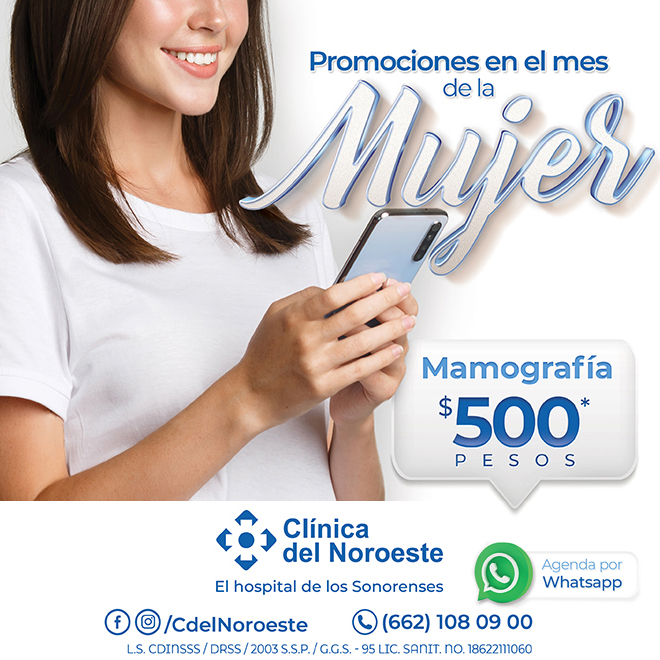 Promociones en el mes
de la
Mujer
Mamografía
$500*
PESOS
Clínica
del Noroeste
El hospital de los Sonorenses
Agenda por
Whatsapp
/CdelNoroeste
(662) 108 09 00
L.S. CDINSSS / DRSS / 2003 S.S.P. / G.G.S. - 95 LIC. SANIT. NO. 18622111060